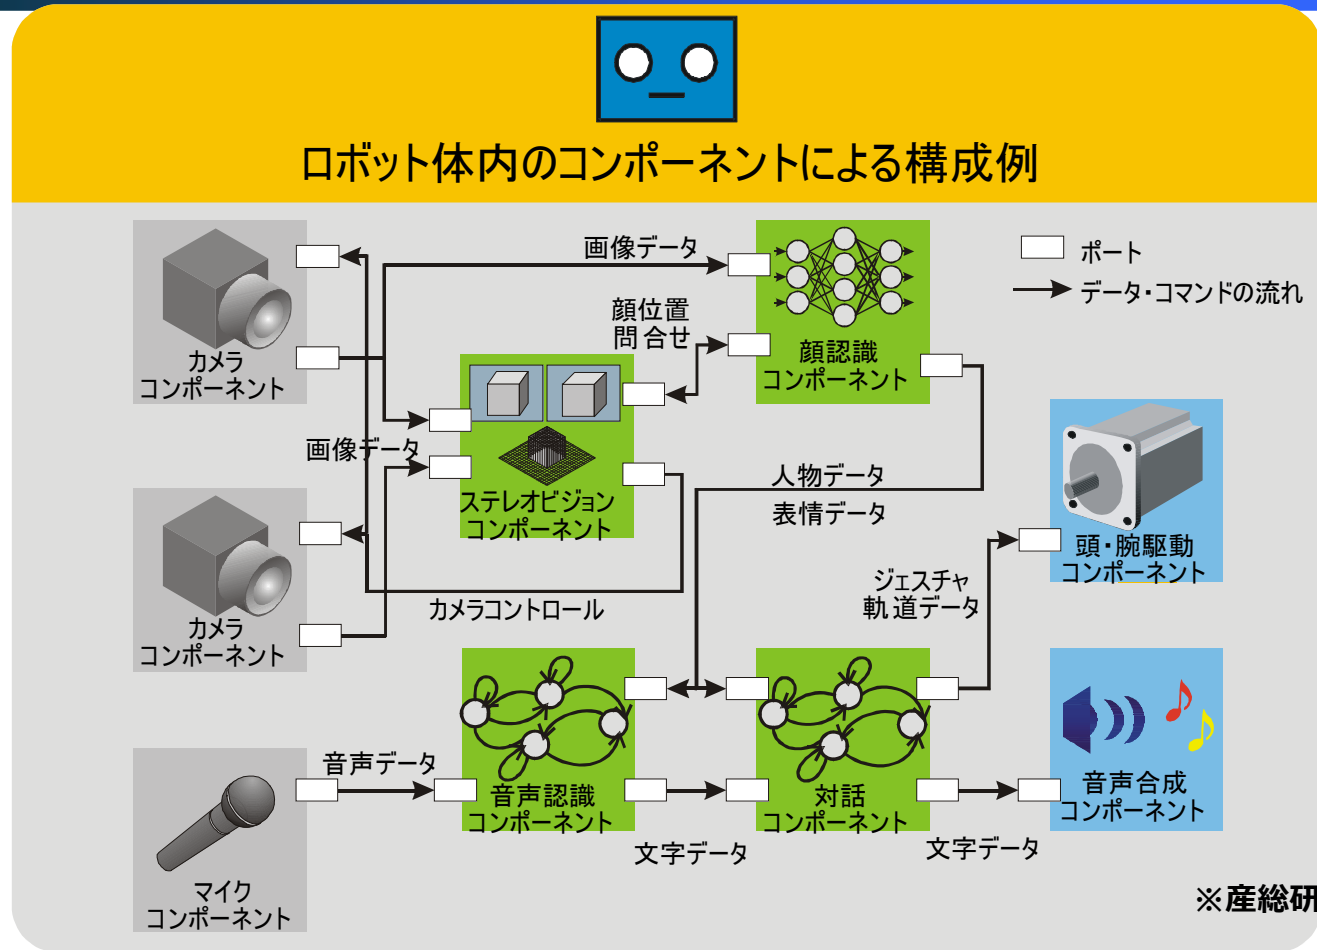 ロボット体内のコンポーネントによる構成例
画像データ
ポート
データ・コマンドの流れ
顔位置
問合せ
カメラ
コンポーネント
顔認識
コンポーネント
画像データ
人物データ
表情データ
ステレオビジョン
コンポーネント
頭・腕駆動
コンポーネント
ジェスチャ
軌道データ
カメラコントロール
カメラ
コンポーネント
音声データ
音声認識
コンポーネント
対話
コンポーネント
音声合成
コンポーネント
文字データ
文字データ
マイク
コンポーネント
※産総研